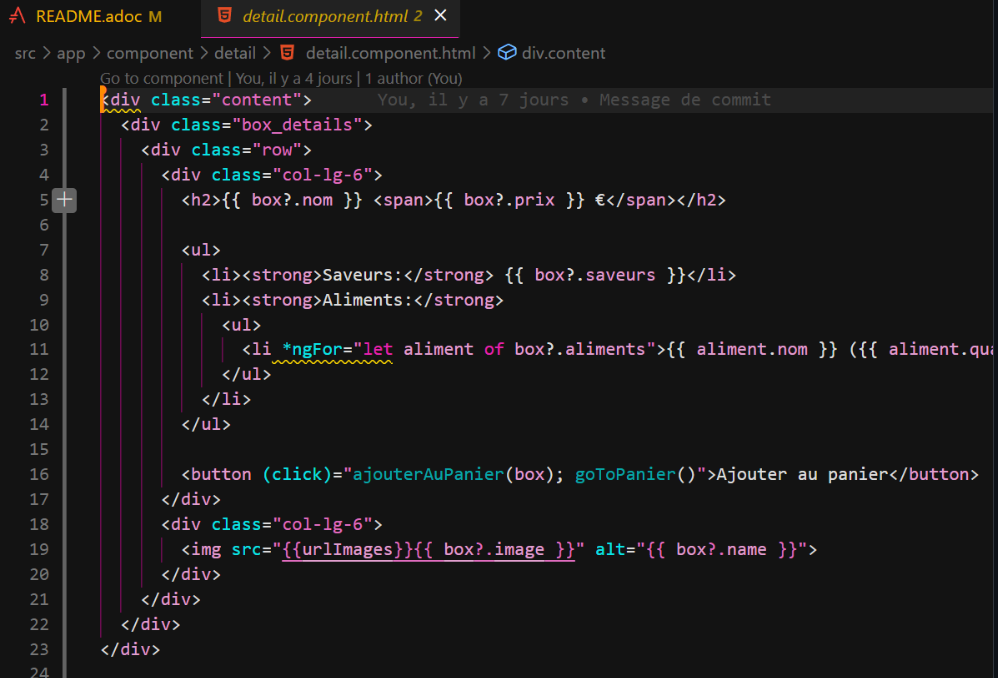 README.adoc M detail.component.html 2
src > app > component > detail > detail.component.html > div.content
Go to component | You, il y a 4 jours | 1 author (You)
1 <div class="content"> You, il y a 7 jours • Message de commit
2 <div class="box_details">
3 <div class="row">
4 <div class="col-lg-6">
5 <h2>{{ box?.nom }} <span>{{ box?.prix }} €</span></h2>
6
7 <ul>
8 <li><strong>Saveurs:</strong> {{ box?.saveurs }}</li>
9 <li><strong>Aliments:</strong>
10 <ul>
11 <li *ngFor="let aliment of box?.aliments">{{ aliment.nom }} ({{ aliment.qua
12 </ul>
13 </li>
14 </ul>
15
16 <button (click)="ajouterAuPanier(box); goToPanier()">Ajouter au panier</button>
17 </div>
18 <div class="col-lg-6">
19 <img src="{{urlImages}}{{ box?.image }}" alt="{{ box?.name }}">
20 </div>
21 </div>
22 </div>
23 </div>
24